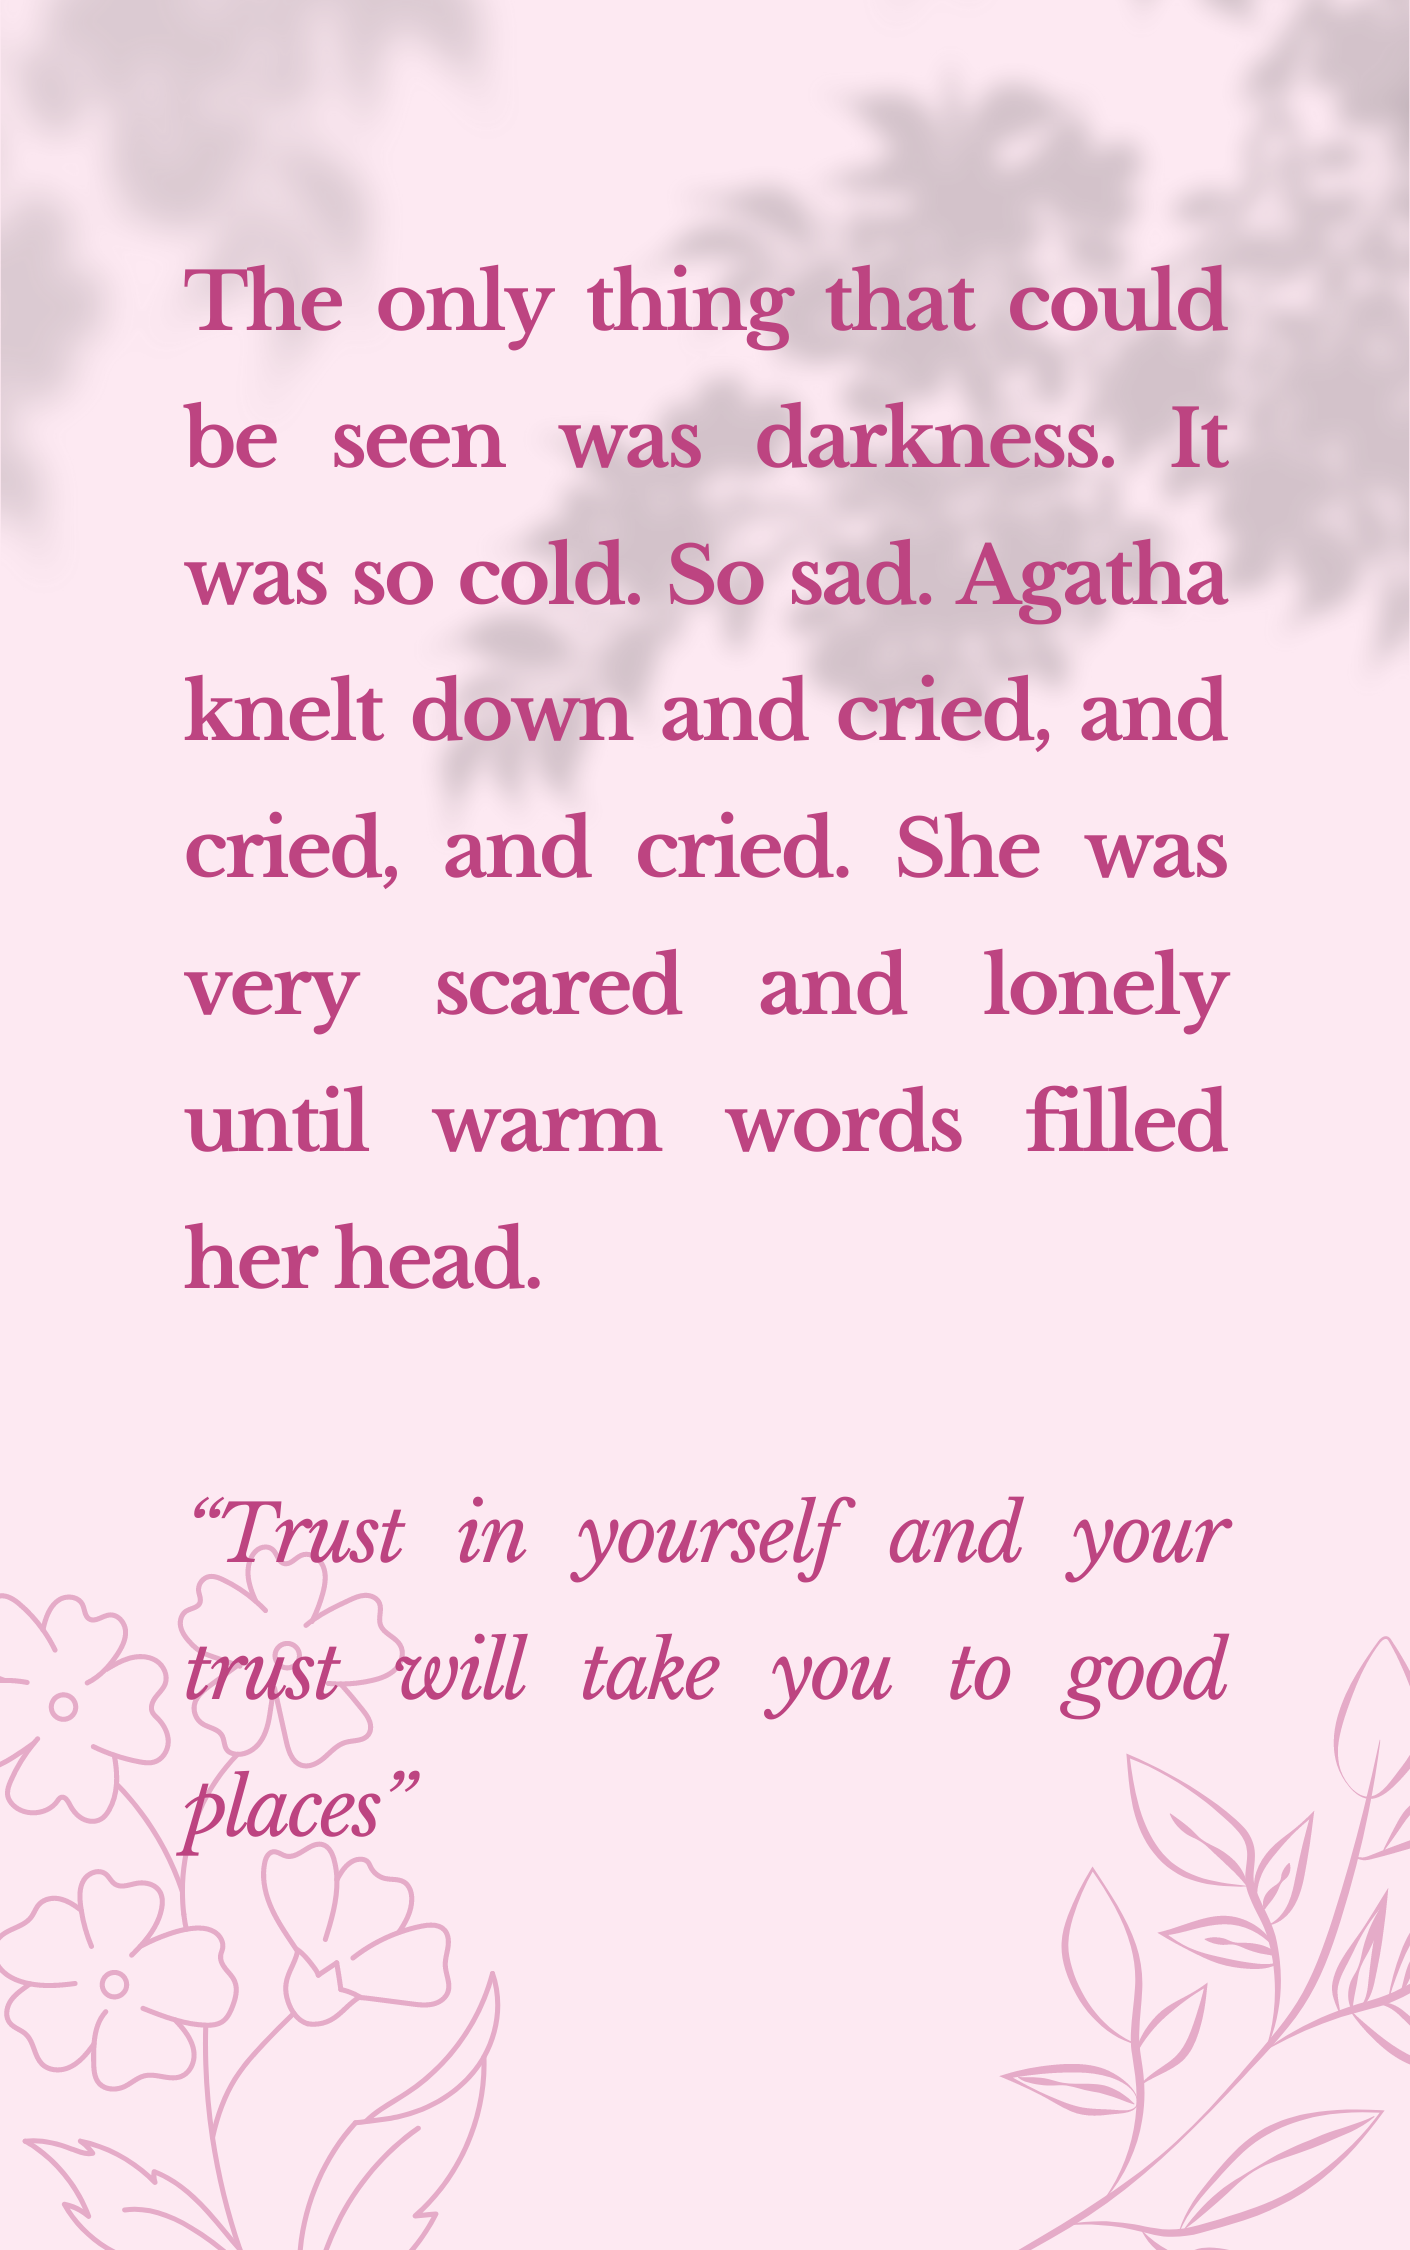 The only thing that could
be seen was darkness. It
was so cold. So sad. Agatha
knelt down and cried, and
cried, and cried. She was
very scared and lonely
until warm words filled
her head.
“Trust in yourself and your
trust will take you to good
places”